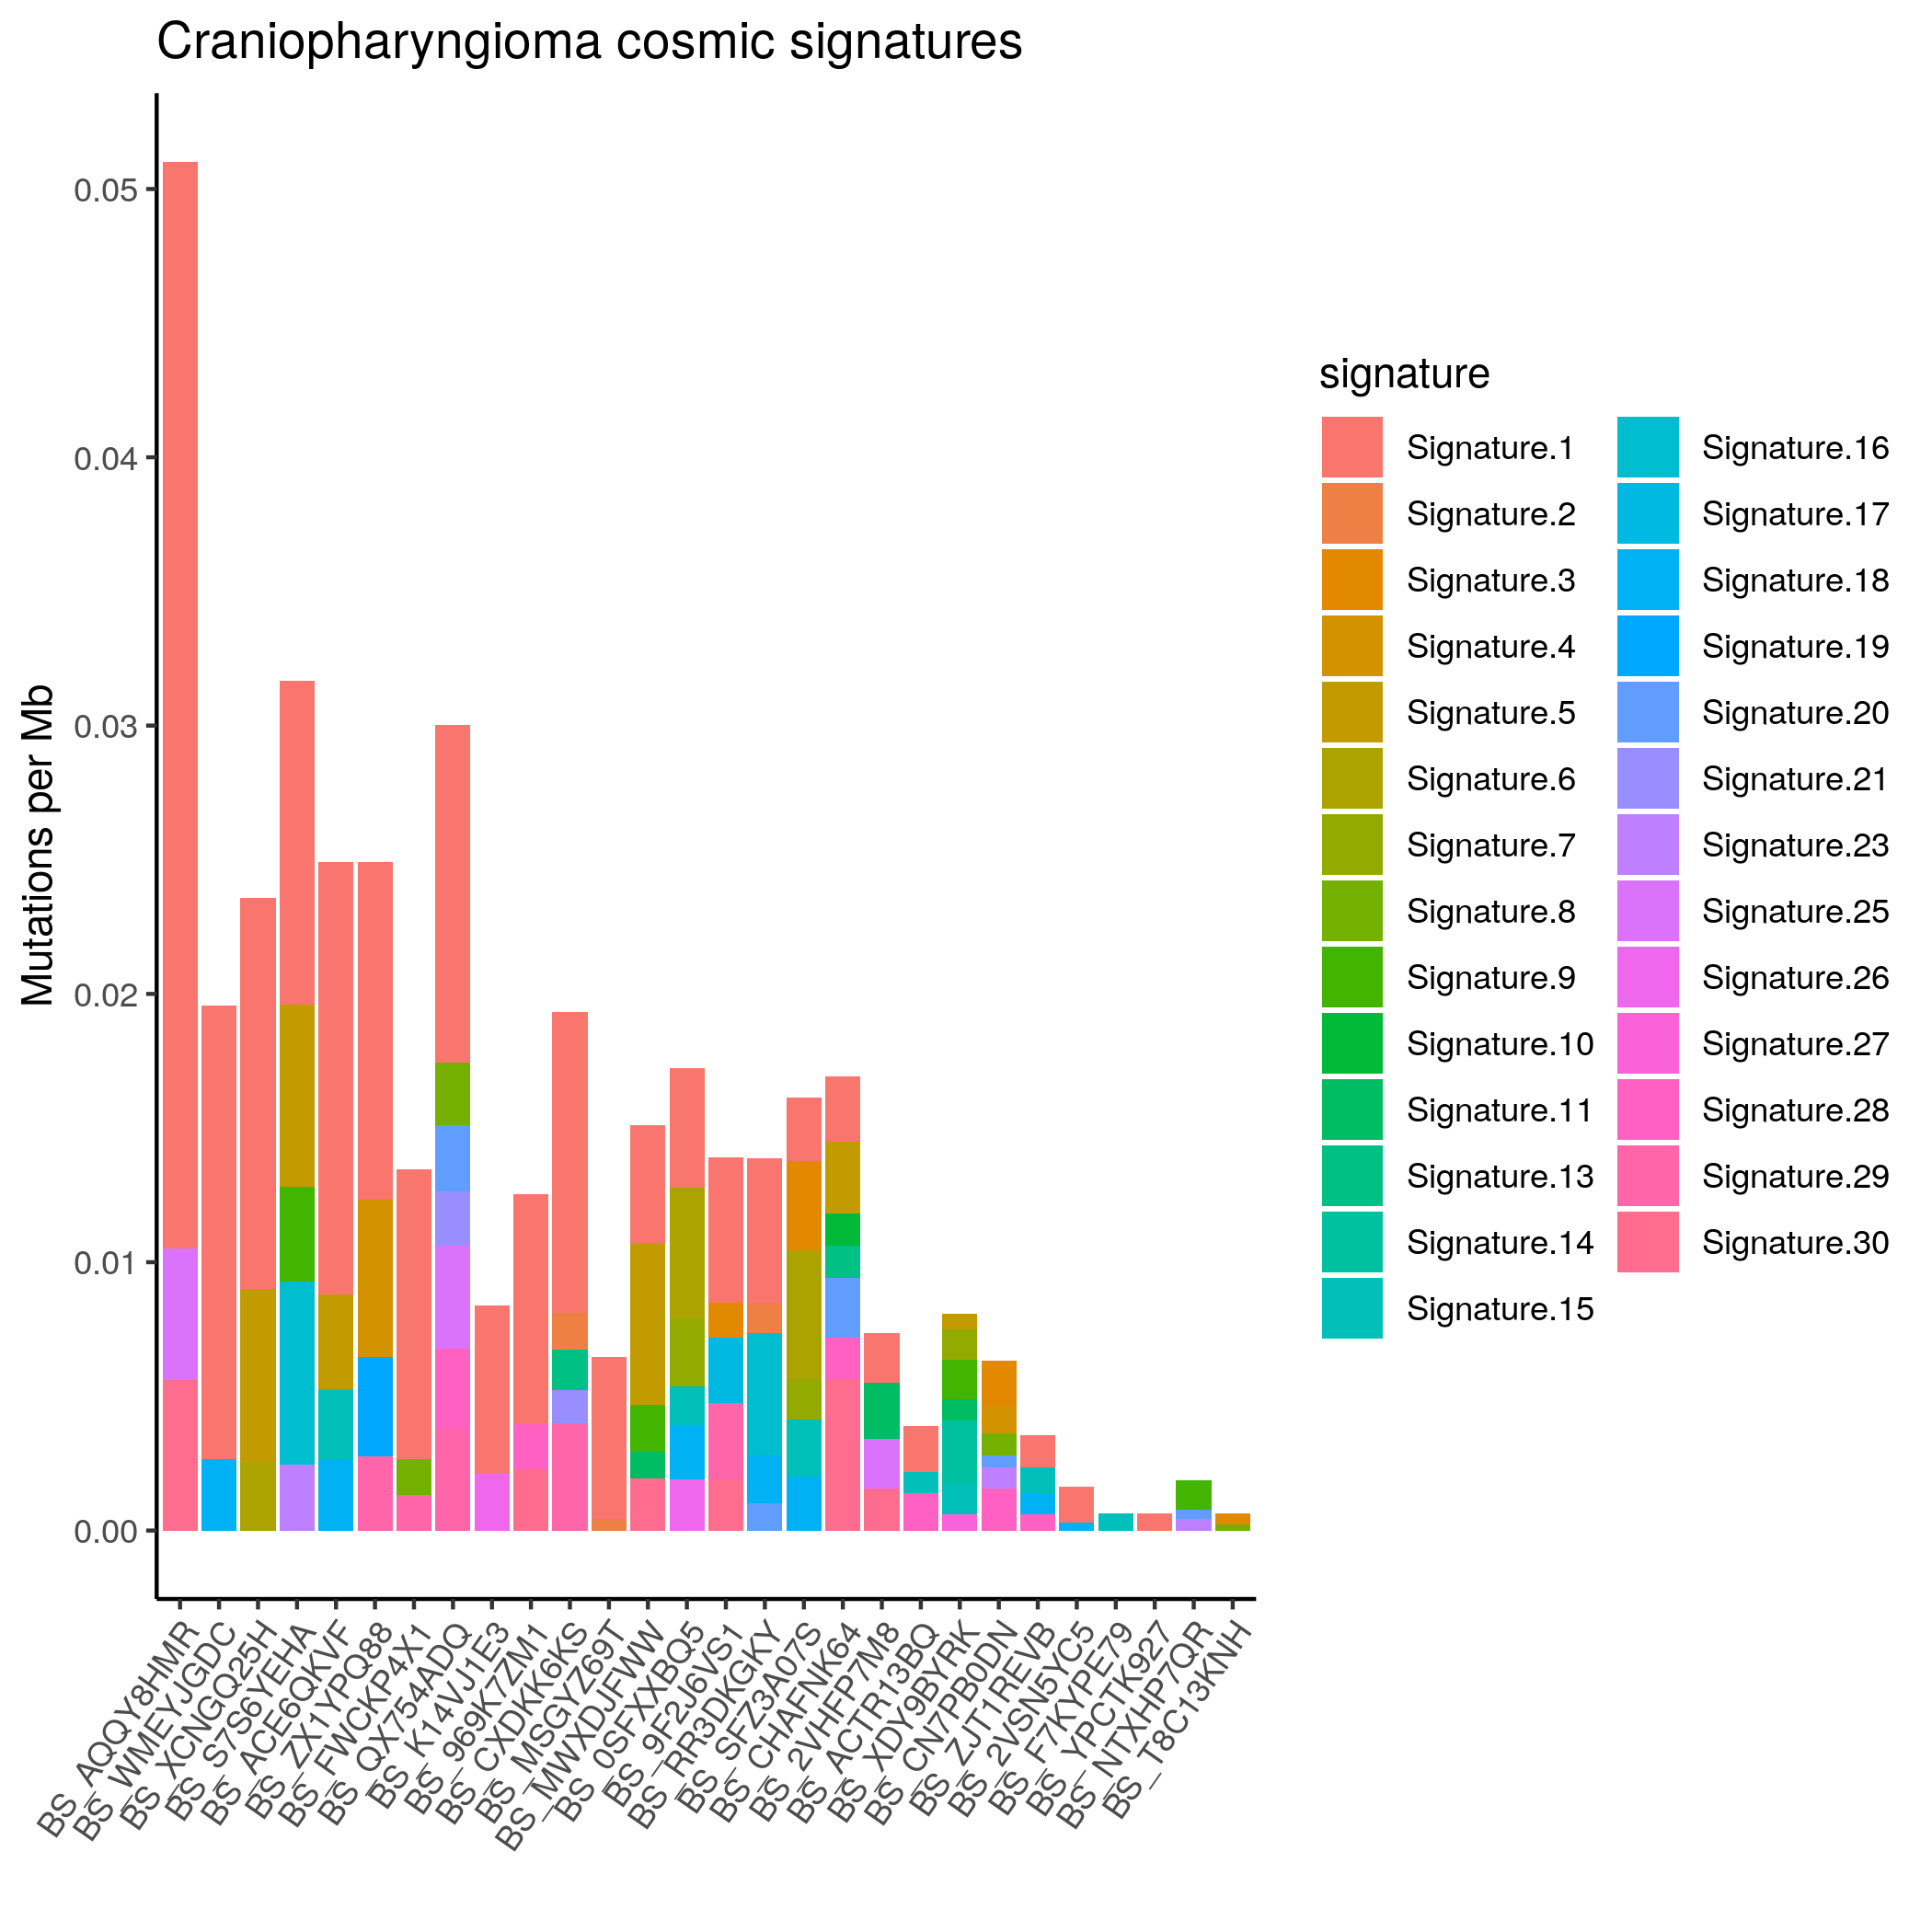 Craniopharyngioma cosmic signatures
Mutations per Mb
0.05
0.04
0.03
0.02
0.01
0.00
BS_AQQY8HMR
BS_WMEYJGDC
BS_XCNGQ25H
BS_S7S6YEHA
BS_ACE6QKVF
BS_ZX1YPQ88
BS_FWCKP4X1
BS_QX754ADQ
BS_K14VJ1E3
BS_969K7ZM1
BS_CXDKK6KS
BS_MSGYZ69T
BS_MWXDJFWW
BS_0SFXXBQ5
BS_9F2J6VS1
BS_RR3DKGKY
BS_SFZ3A07S
BS_CHAFNK64
BS_2VHFP7M8
BS_ACTR13BQ
BS_XDY9BYRK
BS_CN7PB0DN
BS_ZJT1REVB
BS_2VSN5YC5
BS_F7KYPE79
BS_YPCTK927
BS_NTXHP7QR
BS_T8C13KNH
signature
Signature.1
Signature.2
Signature.3
Signature.4
Signature.5
Signature.6
Signature.7
Signature.8
Signature.9
Signature.10
Signature.11
Signature.13
Signature.14
Signature.15
Signature.16
Signature.17
Signature.18
Signature.19
Signature.20
Signature.21
Signature.23
Signature.25
Signature.26
Signature.27
Signature.28
Signature.29
Signature.30